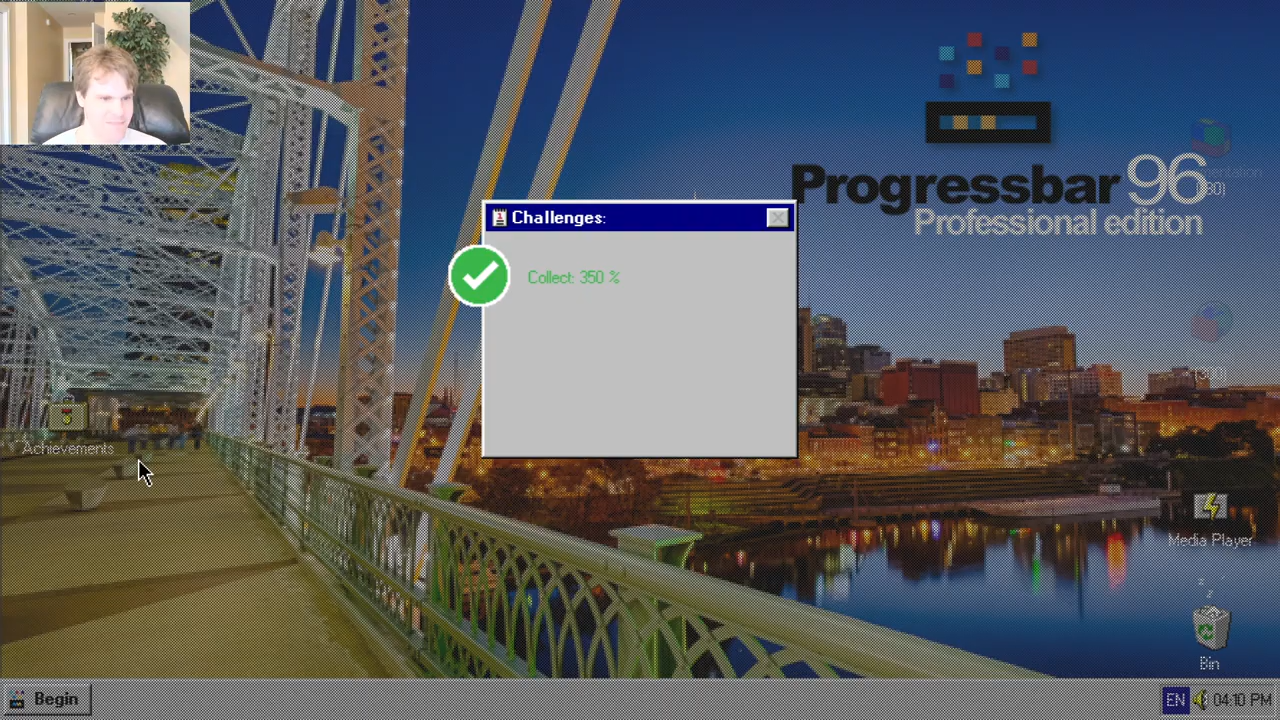 Progressbar 96
Professional edition
Challenges:
Collect: 350 %
Achievements
Media Player
z
z
Bin
Begin
EN
04:10 PM